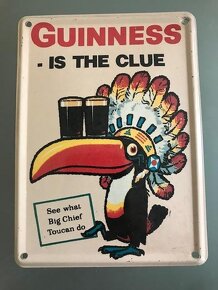 GUINNESS
- IS THE CLUE
See what
Big Chief
Toucan do